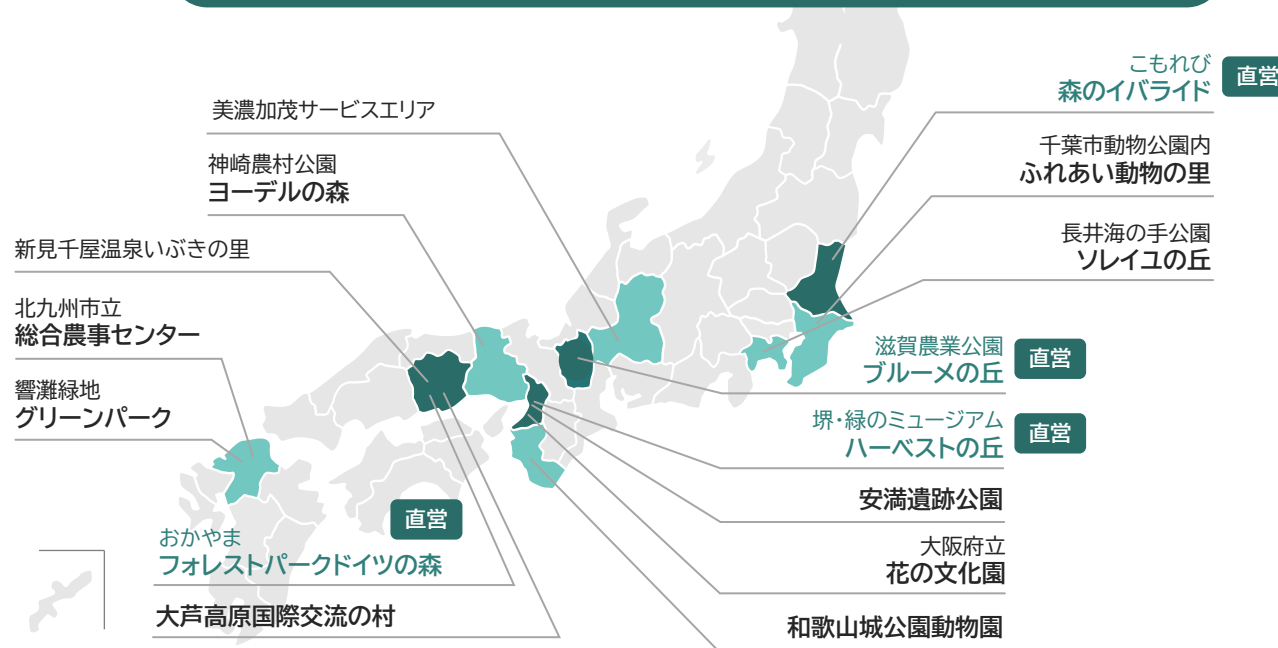 美濃加茂サービスエリア
神崎農村公園
ヨーデルの森
新見千屋温泉いぶきの里
北九州市立
総合農事センター
響灘緑地
グリーンパーク
直営
おかやま
フォレストパークドイツの森
大芦高原国際交流の村
こもれび
森のイバライド
直営
千葉市動物公園内
ふれあい動物の里
長井海の手公園
ソレイユの丘
滋賀農業公園
ブルーメの丘
直営
堺・緑のミュージアム
ハーベストの丘
直営
安満遺跡公園
大阪府立
花の文化園
和歌山城公園動物園